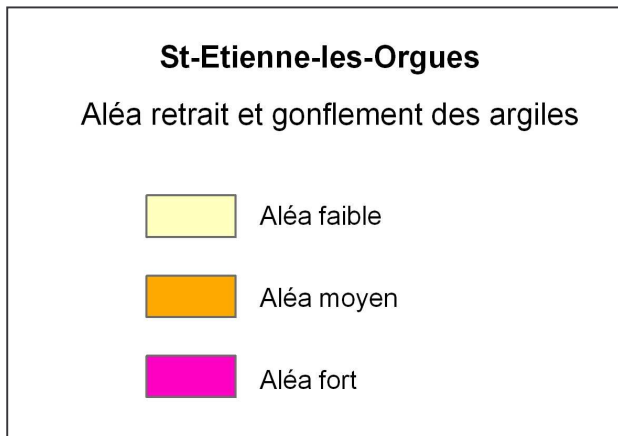 St-Etienne-les-Orgues
Aléa retrait et gonflement des argiles
Aléa faible
Aléa moyen
Aléa fort